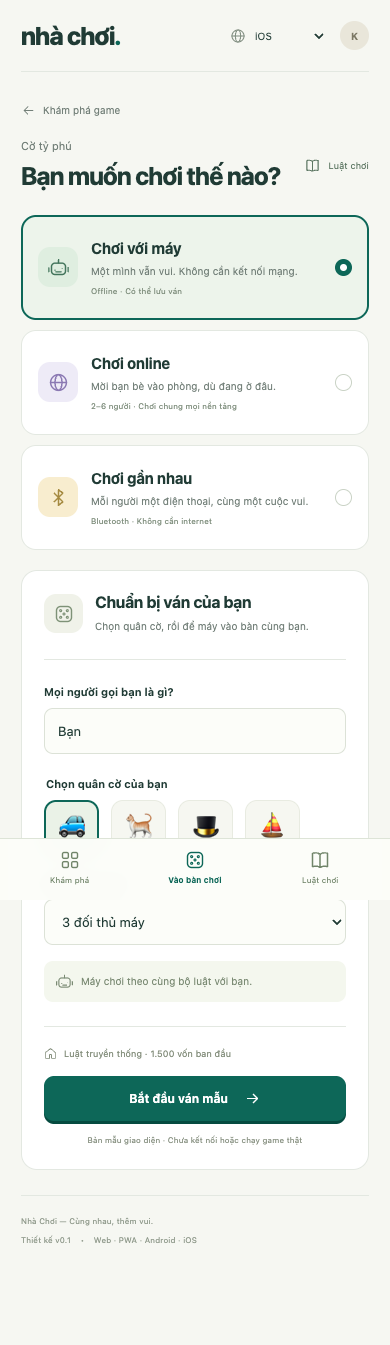 nhà chơi.
iOS
K
Khám phá game
Cờ tỷ phú
Bạn muốn chơi thế nào?
Luật chơi
Chơi với máy
Một mình vẫn vui. Không cần kết nối mạng.
Offline · Có thể lưu ván
Chơi online
Mời bạn bè vào phòng, dù đang ở đâu.
2–6 người · Chơi chung mọi nền tảng
Chơi gần nhau
Mỗi người một điện thoại, cùng một cuộc vui.
Bluetooth · Không cần internet
Chuẩn bị ván của bạn
Chọn quân cờ, rồi để máy vào bàn cùng bạn.
Mọi người gọi bạn là gì?
Bạn
Chọn quân cờ của bạn
Khám phá
Vào bàn chơi
Luật chơi
3 đối thủ máy
Máy chơi theo cùng bộ luật với bạn.
Luật truyền thống · 1.500 vốn ban đầu
Bắt đầu ván mẫu
Bản mẫu giao diện · Chưa kết nối hoặc chạy game thật
Nhà Chơi — Cùng nhau, thêm vui.
Thiết kế v0.1 • Web · PWA · Android · iOS